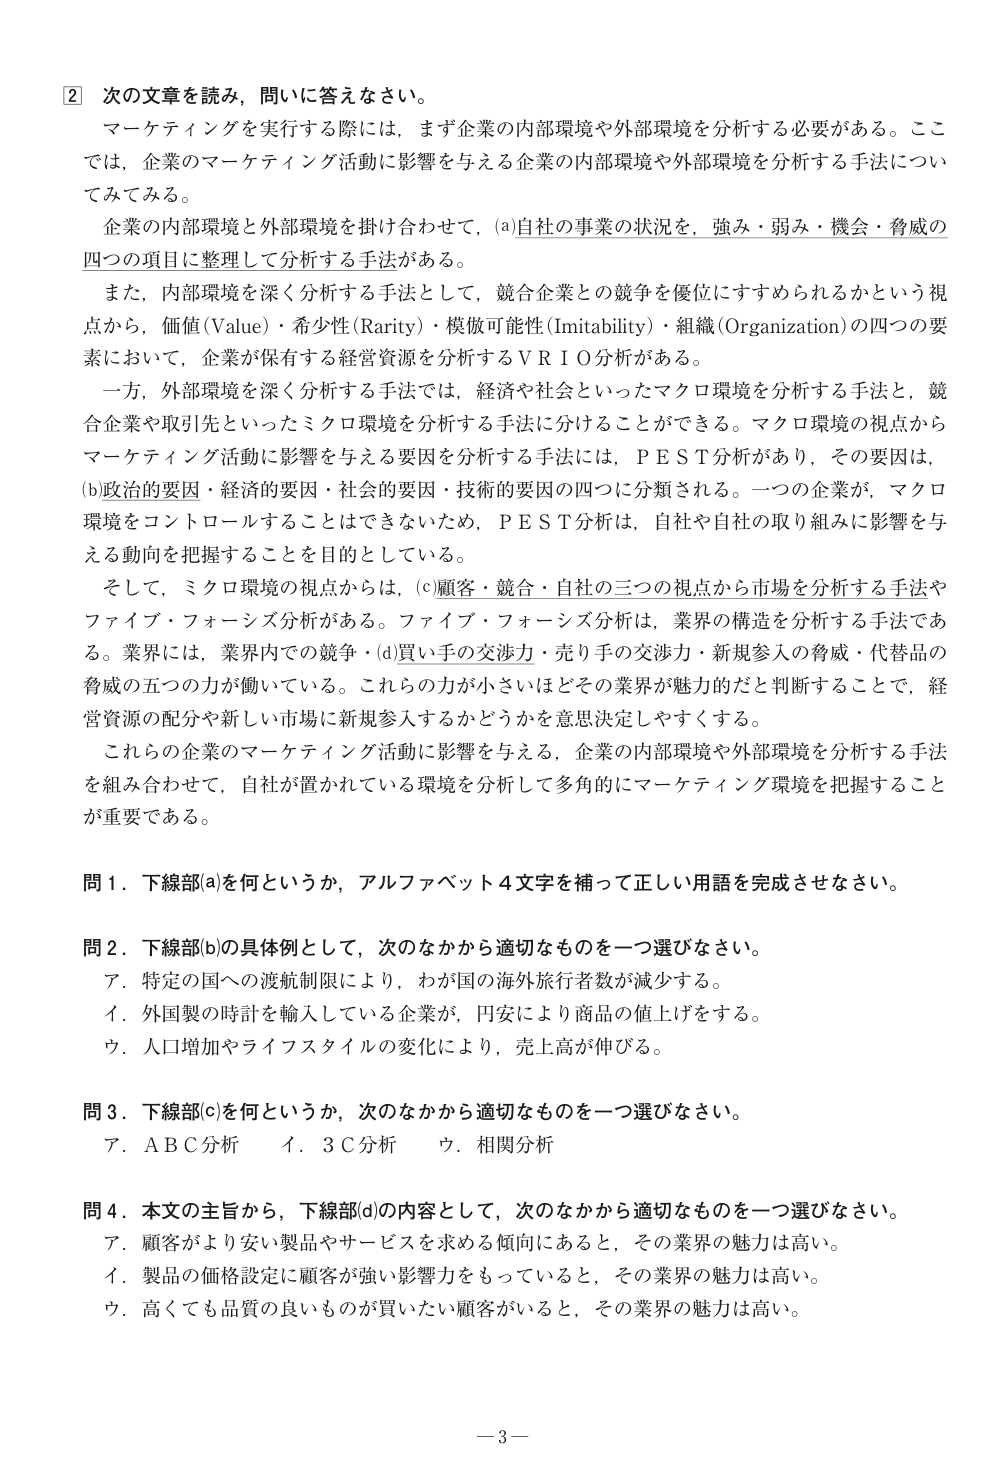 2 次の文章を読み，問いに答えなさい。
マーケティングを実行する際には，まず企業の内部環境や外部環境を分析する必要がある。ここ
では，企業のマーケティング活動に影響を与える企業の内部環境や外部環境を分析する手法につい
てみてみる。
企業の内部環境と外部環境を掛け合わせて，(a)自社の事業の状況を，強み・弱み・機会・脅威の
四つの項目に整理して分析する手法がある。
また，内部環境を深く分析する手法として，競合企業との競争を優位にすすめられるかという視
点から，価値(Value)・希少性(Rarity)・模倣可能性(Imitability)・組織(Organization)の四つの要
素において，企業が保有する経営資源を分析するＶＲＩＯ分析がある。
一方，外部環境を深く分析する手法では，経済や社会といったマクロ環境を分析する手法と，競
合企業や取引先といったミクロ環境を分析する手法に分けることができる。マクロ環境の視点から
マーケティング活動に影響を与える要因を分析する手法には，ＰＥＳＴ分析があり，その要因は，
(b)政治的要因・経済的要因・社会的要因・技術的要因の四つに分類される。一つの企業が，マクロ
環境をコントロールすることはできないため，ＰＥＳＴ分析は，自社や自社の取り組みに影響を与
える動向を把握することを目的としている。
そして，ミクロ環境の視点からは，(c)顧客・競合・自社の三つの視点から市場を分析する手法や
ファイブ・フォーシズ分析がある。ファイブ・フォーシズ分析は，業界の構造を分析する手法であ
る。業界には，業界内での競争・(d)買い手の交渉力・売り手の交渉力・新規参入の脅威・代替品の
脅威の五つの力が働いている。これらの力が小さいほどその業界が魅力的だと判断することで，経
営資源の配分や新しい市場に新規参入するかどうかを意思決定しやすくする。
これらの企業のマーケティング活動に影響を与える，企業の内部環境や外部環境を分析する手法
を組み合わせて，自社が置かれている環境を分析して多角的にマーケティング環境を把握すること
が重要である。
問１．下線部(a)を何というか，アルファベット４文字を補って正しい用語を完成させなさい。
問２．下線部(b)の具体例として，次のなかから適切なものを一つ選びなさい。
ア．特定の国への渡航制限により，わが国の海外旅行者数が減少する。
イ．外国製の時計を輸入している企業が，円安により商品の値上げをする。
ウ．人口増加やライフスタイルの変化により，売上高が伸びる。
問３．下線部(c)を何というか，次のなかから適切なものを一つ選びなさい。
ア．ＡＢＣ分析　　イ．３Ｃ分析　　ウ．相関分析
問４．本文の主旨から，下線部(d)の内容として，次のなかから適切なものを一つ選びなさい。
ア．顧客がより安い製品やサービスを求める傾向にあると，その業界の魅力は高い。
イ．製品の価格設定に顧客が強い影響力をもっていると，その業界の魅力は高い。
ウ．高くても品質の良いものが買いたい顧客がいると，その業界の魅力は高い。
― 3 ―